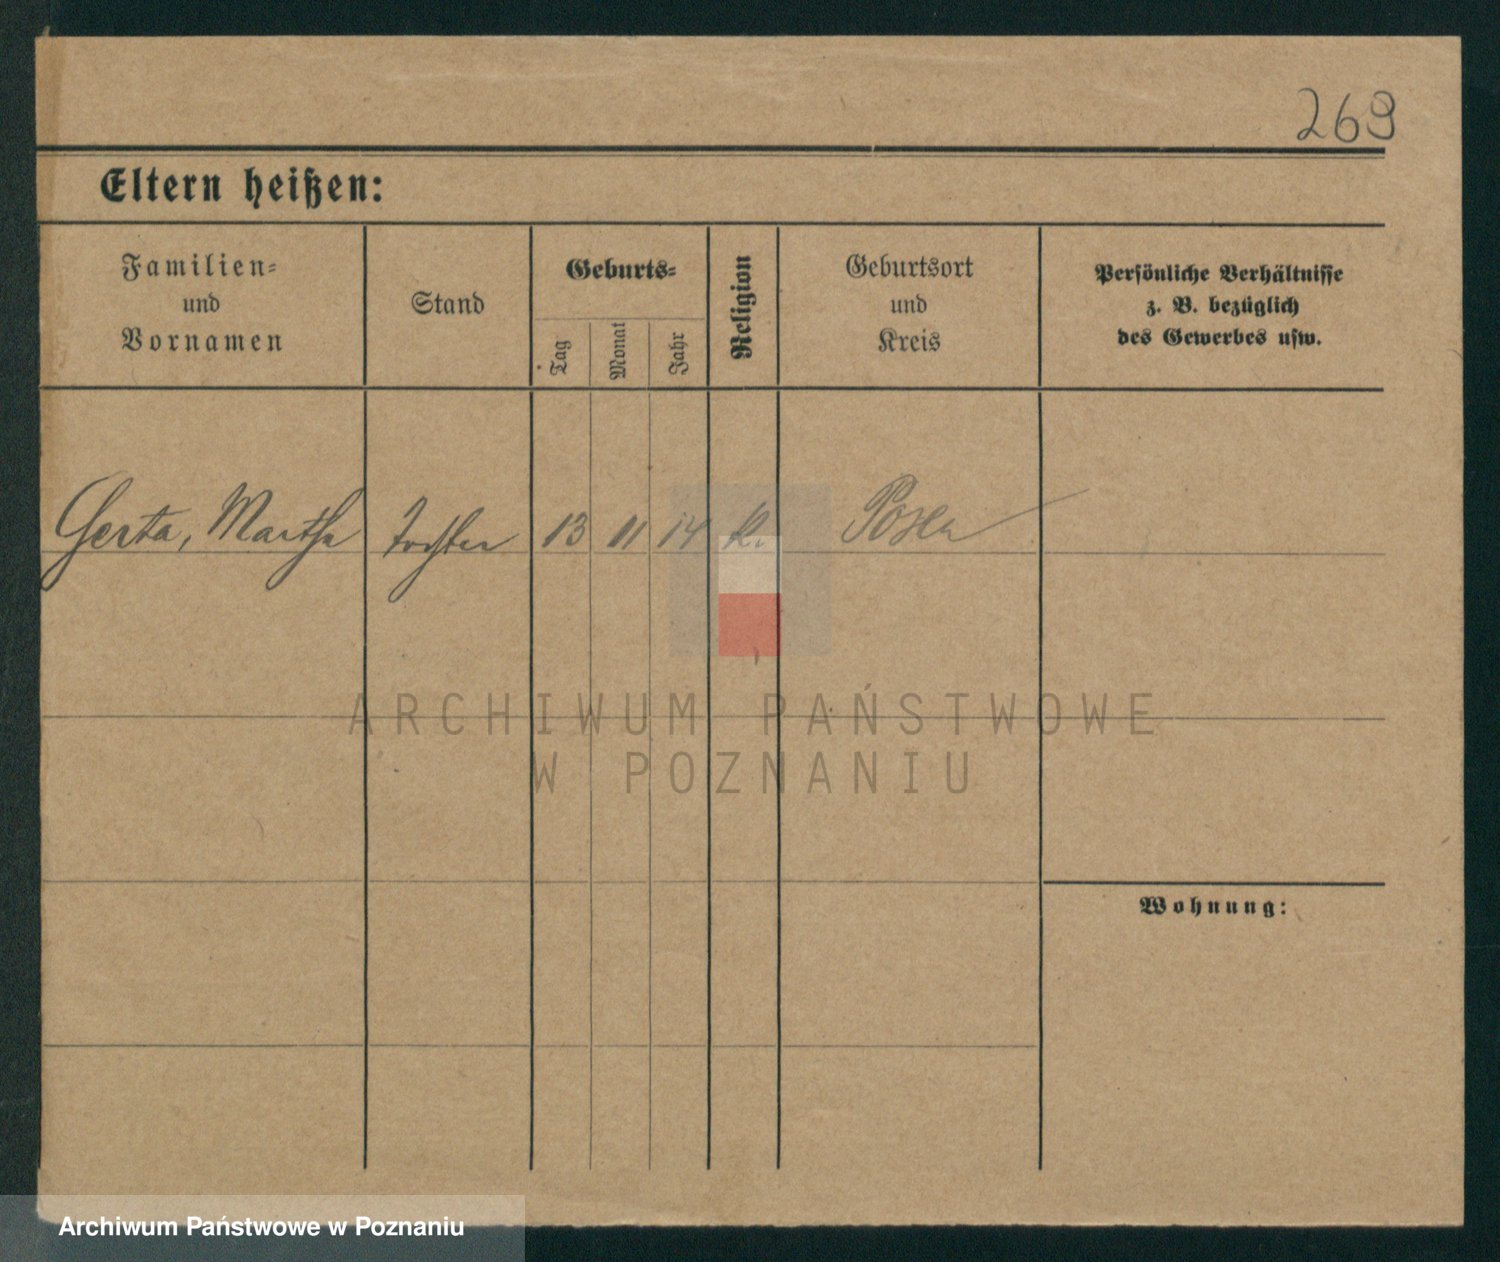 269
Eltern heißen:
Familien=
und
Vornamen
Stand
Geburts=
Tag
Monat
Jahr
Religion
Geburtsort
und
Kreis
Persönliche Verhältnisse
z. B. bezüglich
des Gewerbes usw.
Gerta, Martha Tochter 13 11 14 K. Posen
ARCHIWUM PAŃSTWOWE
W POZNANIU
Wohnung:
Archiwum Państwowe w Poznaniu